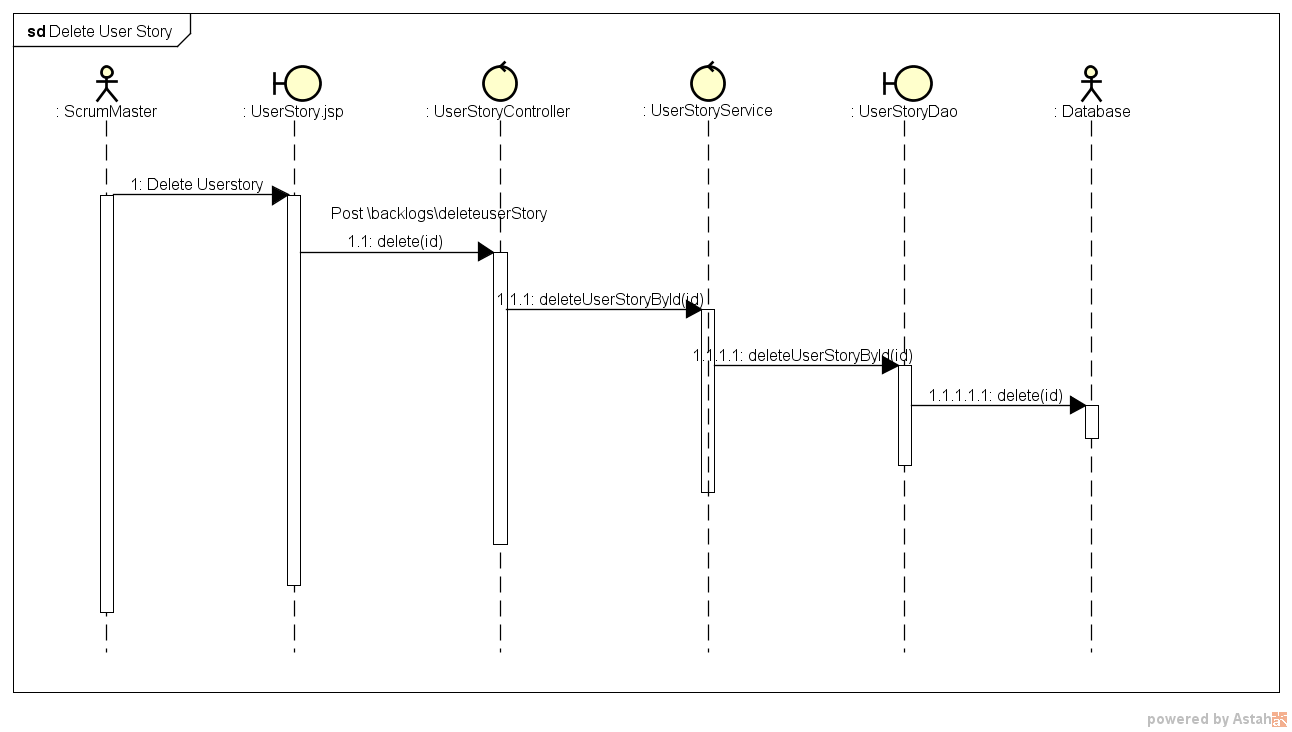 sd Delete User Story
: ScrumMaster
: UserStory.jsp
: UserStoryController
: UserStoryService
: UserStoryDao
: Database
1: Delete Userstory
Post \backlogs\deleteuserStory
1.1: delete(id)
1.1.1: deleteUserStoryById(id)
1.1.1.1: deleteUserStoryById(id)
1.1.1.1.1: delete(id)
powered by Astah